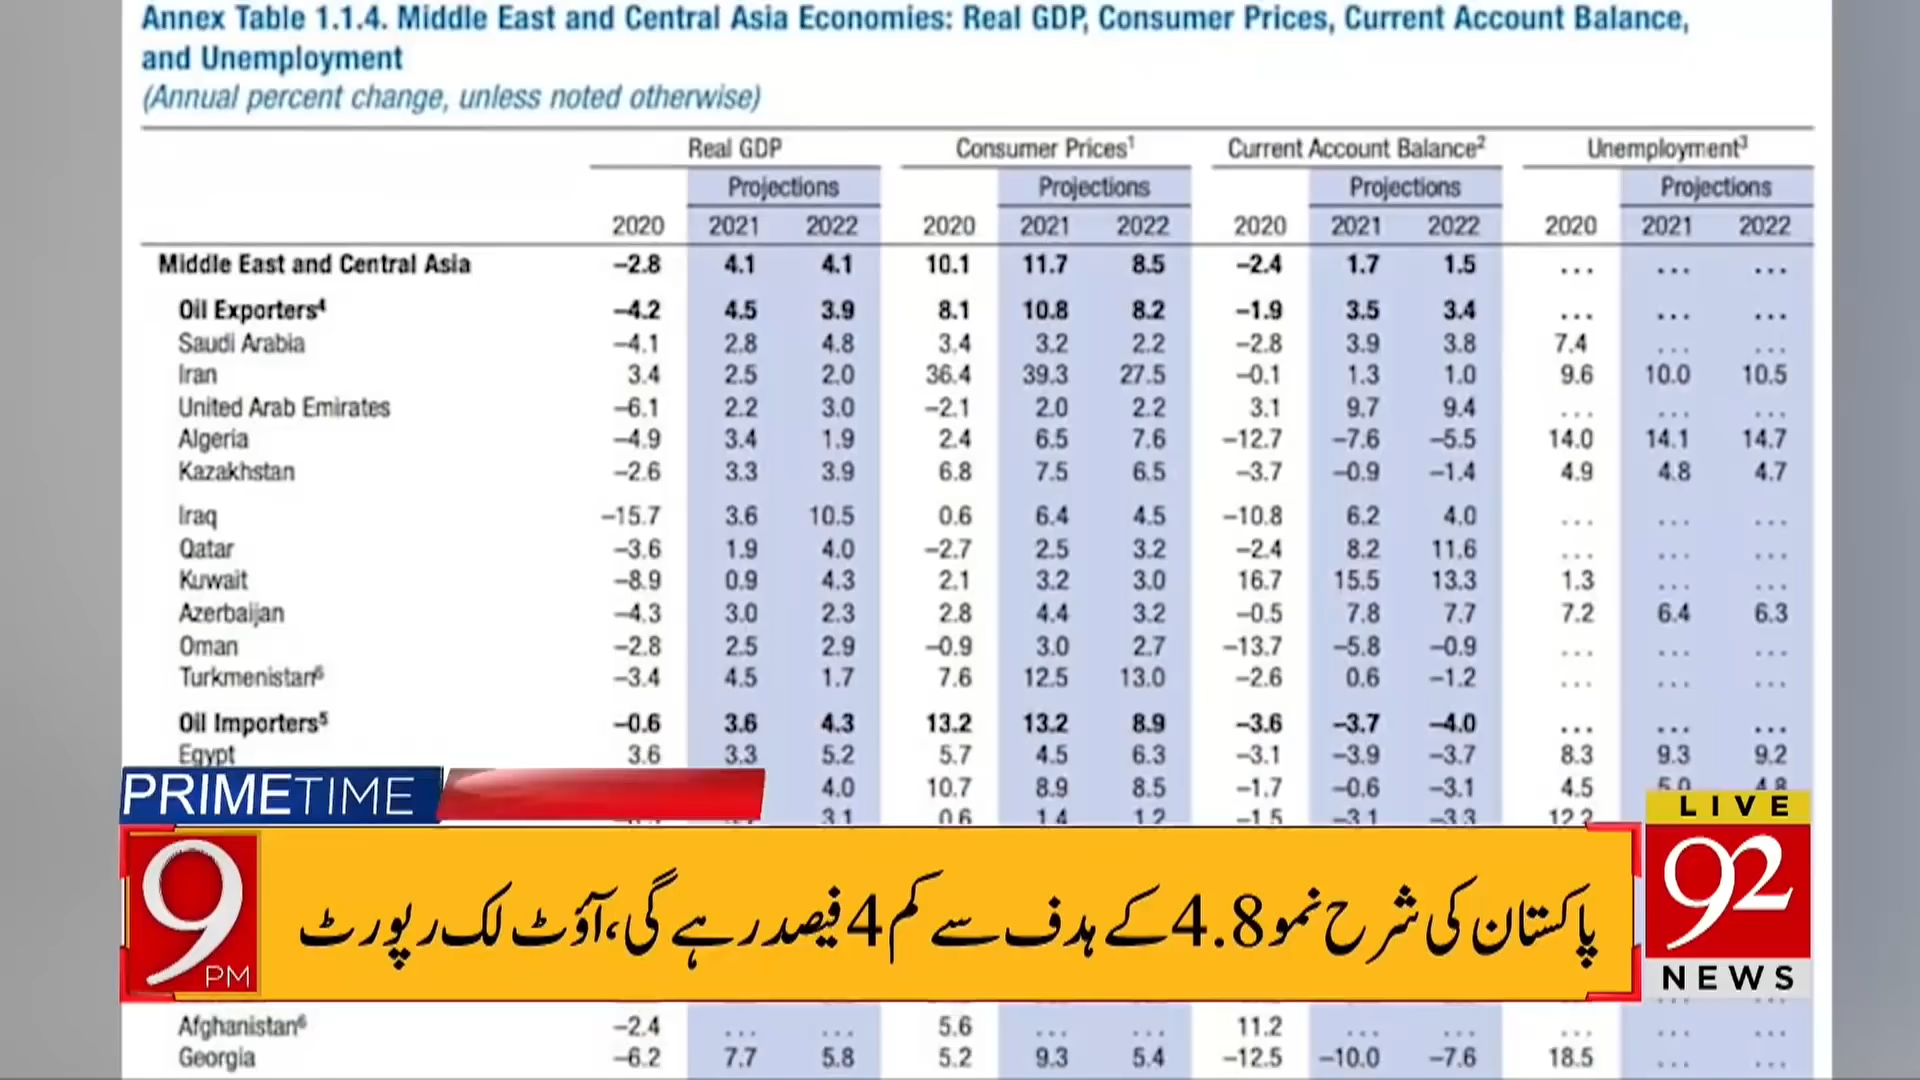 Annex Table 1.1.4. Middle East and Central Asia Economies: Real GDP, Consumer Prices, Current Account Balance,
and Unemployment
(Annual percent change, unless noted otherwise)
Real GDP Consumer Prices¹ Current Account Balance² Unemployment³
Projections Projections Projections Projections
2020 2021 2022 2020 2021 2022 2020 2021 2022 2020 2021 2022
Middle East and Central Asia –2.8 4.1 4.1 10.1 11.7 8.5 –2.4 1.7 1.5 ... ... ...
Oil Exporters⁴ –4.2 4.5 3.9 8.1 10.8 8.2 –1.9 3.5 3.4 ... ... ...
Saudi Arabia –4.1 2.8 4.8 3.4 3.2 2.2 –2.8 3.9 3.8 7.4 ... ...
Iran 3.4 2.5 2.0 36.4 39.3 27.5 –0.1 1.3 1.0 9.6 10.0 10.5
United Arab Emirates –6.1 2.2 3.0 –2.1 2.0 2.2 3.1 9.7 9.4 ... ... ...
Algeria –4.9 3.4 1.9 2.4 6.5 7.6 –12.7 –7.6 –5.5 14.0 14.1 14.7
Kazakhstan –2.6 3.3 3.9 6.8 7.5 6.5 –3.7 –0.9 –1.4 4.9 4.8 4.7
Iraq –15.7 3.6 10.5 0.6 6.4 4.5 –10.8 6.2 4.0 ... ... ...
Qatar –3.6 1.9 4.0 –2.7 2.5 3.2 –2.4 8.2 11.6 ... ... ...
Kuwait –8.9 0.9 4.3 2.1 3.2 3.0 16.7 15.5 13.3 1.3 ... ...
Azerbaijan –4.3 3.0 2.3 2.8 4.4 3.2 –0.5 7.8 7.7 7.2 6.4 6.3
Oman –2.8 2.5 2.9 –0.9 3.0 2.7 –13.7 –5.8 –0.9 ... ... ...
Turkmenistan⁶ –3.4 4.5 1.7 7.6 12.5 13.0 –2.6 0.6 –1.2 ... ... ...
Oil Importers⁵ –0.6 3.6 4.3 13.2 13.2 8.9 –3.6 –3.7 –4.0 ... ... ...
Egypt 3.6 3.3 5.2 5.7 4.5 6.3 –3.1 –3.9 –3.7 8.3 9.3 9.2
4.0 10.7 8.9 8.5 –1.7 –0.6 –3.1 4.5 5.0 4.8
3.1 0.6 1.4 1.2 –1.5 –3.1 –3.3 12.2
PRIMETIME
LIVE
9
PM
پاکستان کی شرح نمو 4.8 کے ہدف سے کم 4 فیصد رہے گی، آؤٹ لک رپورٹ
92
NEWS
Afghanistan⁶ –2.4 ... ... 5.6 ... ... 11.2 ... ... ... ... ...
Georgia –6.2 7.7 5.8 5.2 9.3 5.4 –12.5 –10.0 –7.6 18.5 ... ...